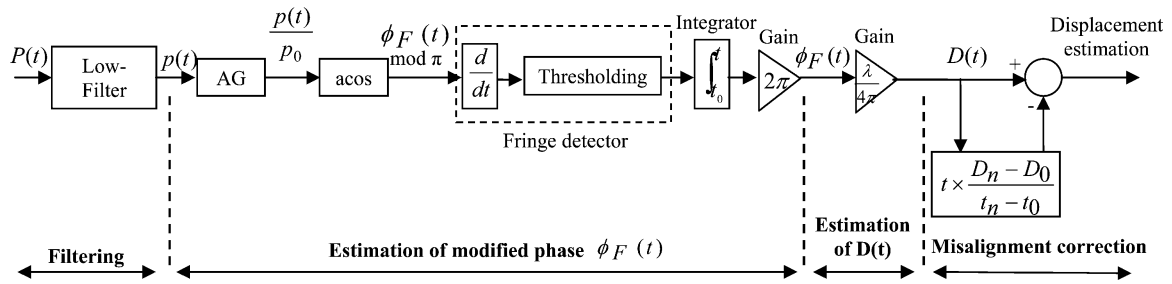 P(t)
Low-
Filter
p(t)
AG
p(t)
p₀
acos
ϕF (t)
mod π
d
dt
Thresholding
Fringe detector
Integrator
∫ t
t₀
Gain
2π
ϕF (t)
Gain
λ
4π
D(t)
+
-
Displacement
estimation
t × (Dn − D0) / (tn − t0)
Filtering
Estimation of modified phase ϕF (t)
Estimation
of D(t)
Misalignment correction